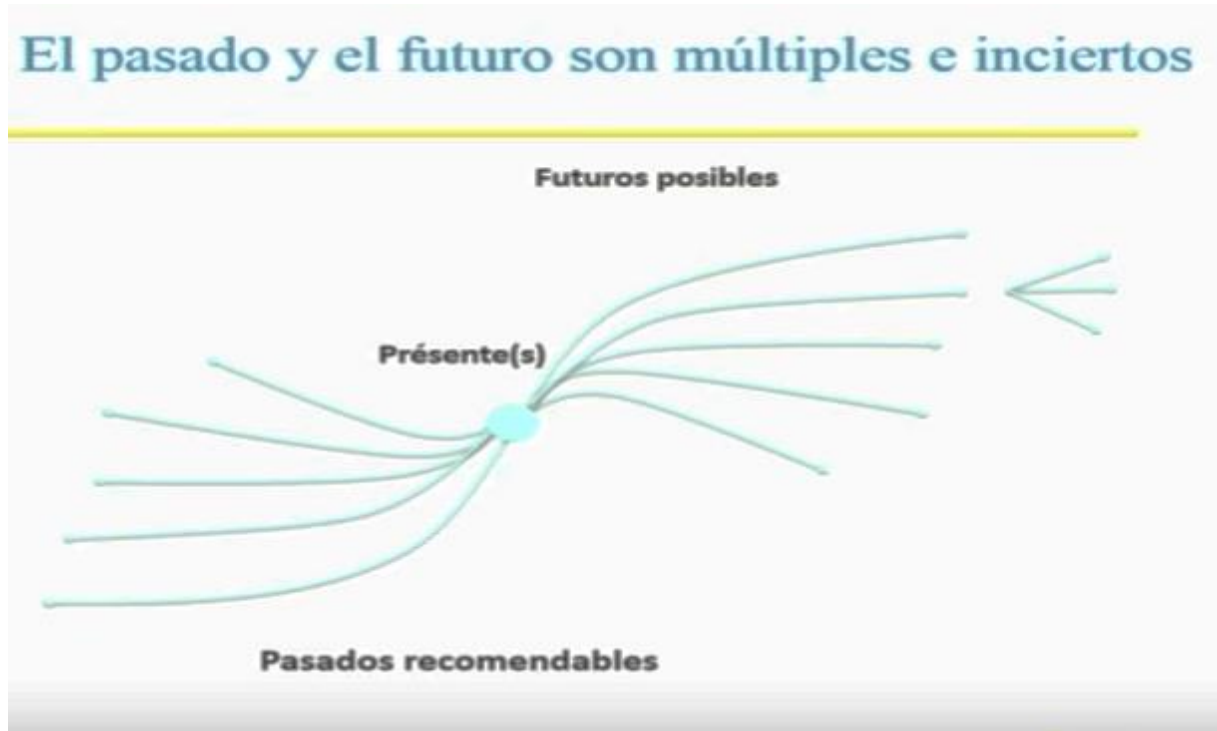 El pasado y el futuro son múltiples e inciertos
Futuros posibles
Présente(s)
Pasados recomendables